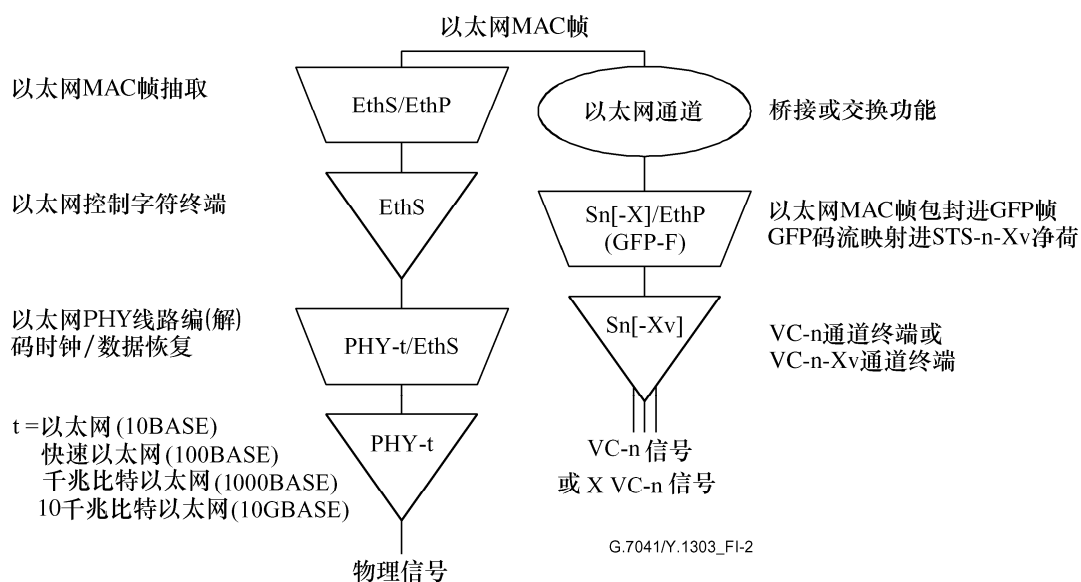 以太网MAC帧
以太网MAC帧抽取
EthS/EthP
以太网通道
桥接或交换功能
以太网控制字符终端
EthS
Sn[-X]/EthP
(GFP-F)
以太网MAC帧包封进GFP帧
GFP码流映射进STS-n-Xv净荷
以太网PHY线路编(解)
码时钟/数据恢复
PHY-t/EthS
Sn[-Xv]
VC-n通道终端或
VC-n-Xv通道终端
t =以太网(10BASE)
快速以太网(100BASE)
千兆比特以太网(1000BASE)
10千兆比特以太网(10GBASE)
PHY-t
VC-n 信号
或 X VC-n 信号
物理信号
G.7041/Y.1303_FI-2